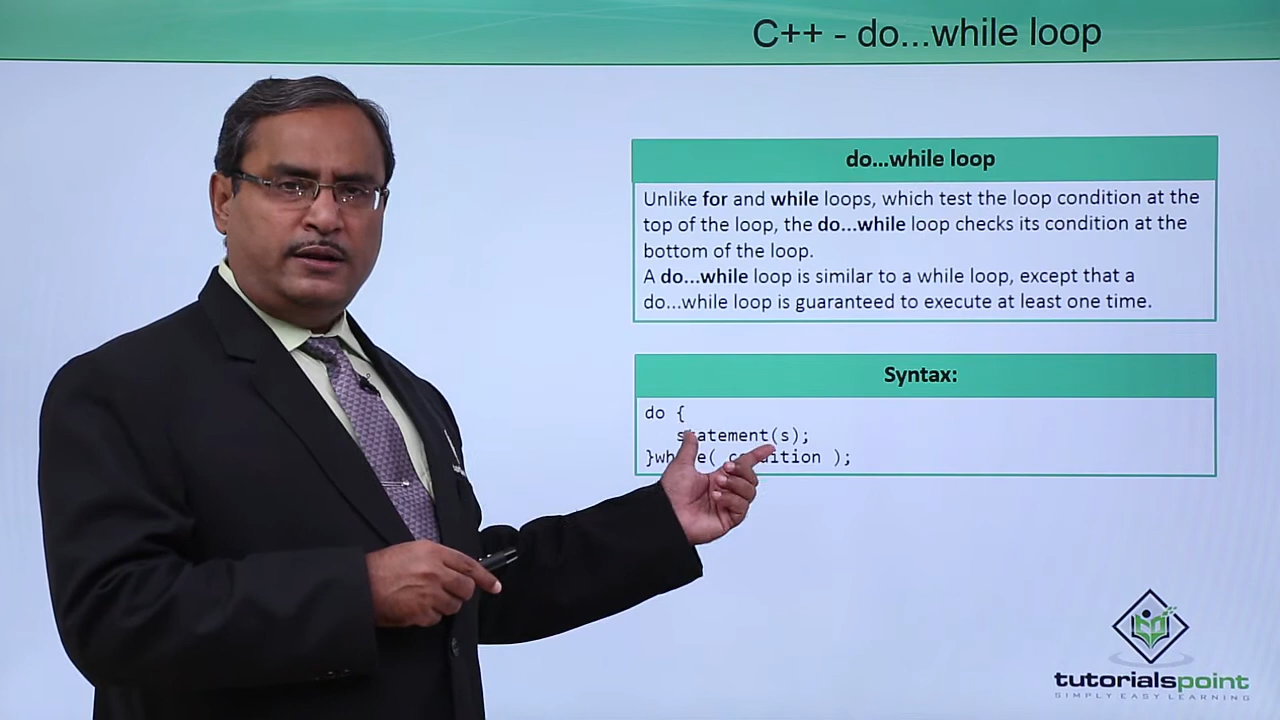 C++ - do...while loop
do...while loop
Unlike for and while loops, which test the loop condition at the
top of the loop, the do...while loop checks its condition at the
bottom of the loop.
A do...while loop is similar to a while loop, except that a
do...while loop is guaranteed to execute at least one time.
Syntax:
do {
statement(s);
}while( condition );
tutorialspoint
SIMPLY EASY LEARNING